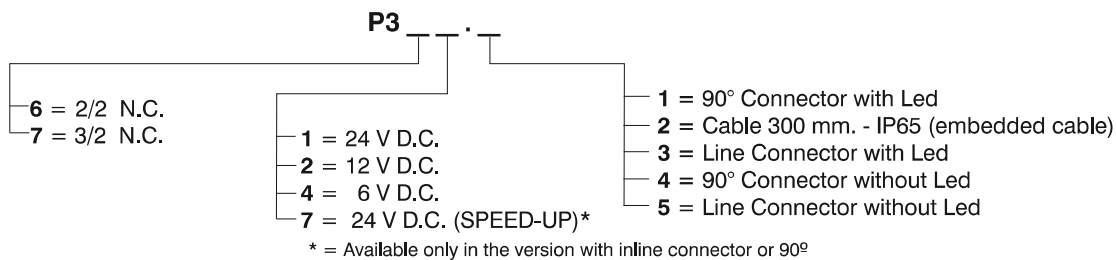 P3_ _ . _
6 = 2/2 N.C.
7 = 3/2 N.C.
1 = 24 V D.C.
2 = 12 V D.C.
4 = 6 V D.C.
7 = 24 V D.C. (SPEED-UP)*
* = Available only in the version with inline connector or 90º
1 = 90° Connector with Led
2 = Cable 300 mm. - IP65 (embedded cable)
3 = Line Connector with Led
4 = 90° Connector without Led
5 = Line Connector without Led